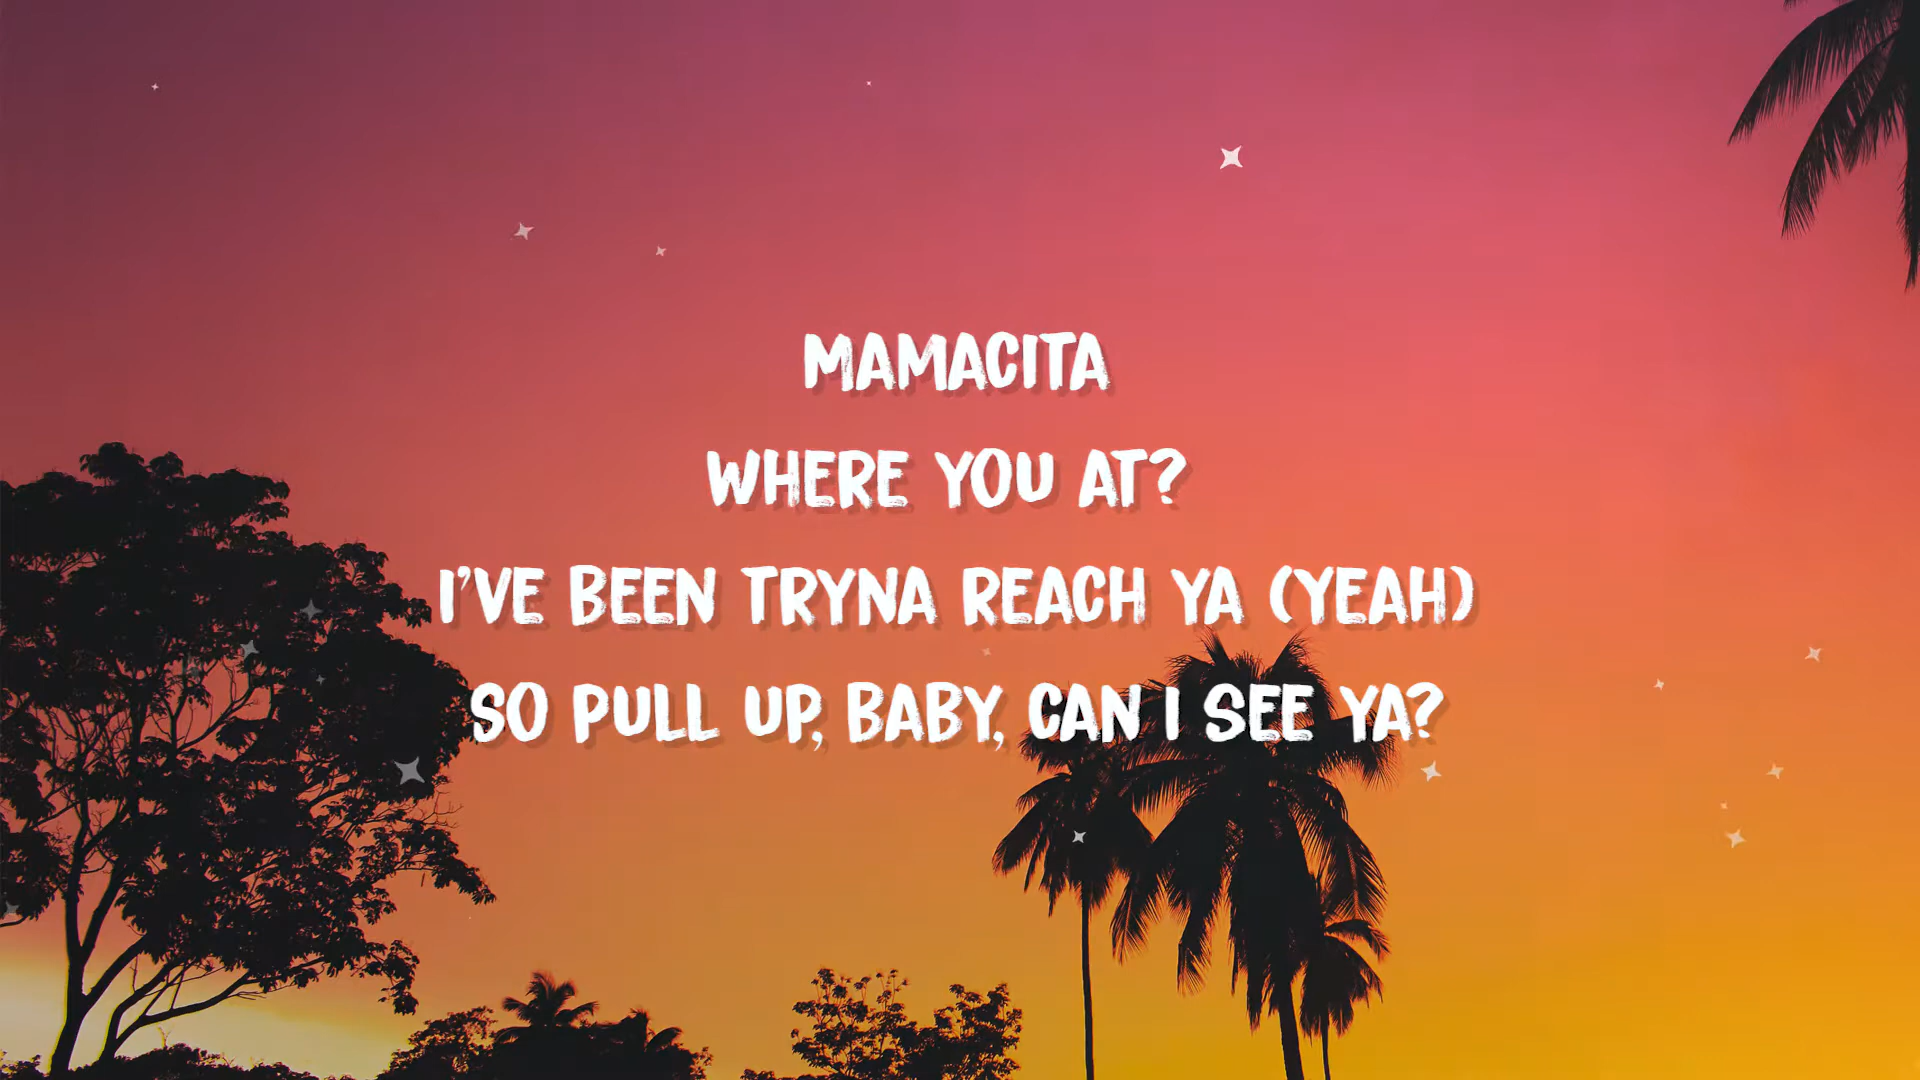 MAMACITA
WHERE YOU AT?
I'VE BEEN TRYNA REACH YA (YEAH)
SO PULL UP, BABY, CAN I SEE YA?